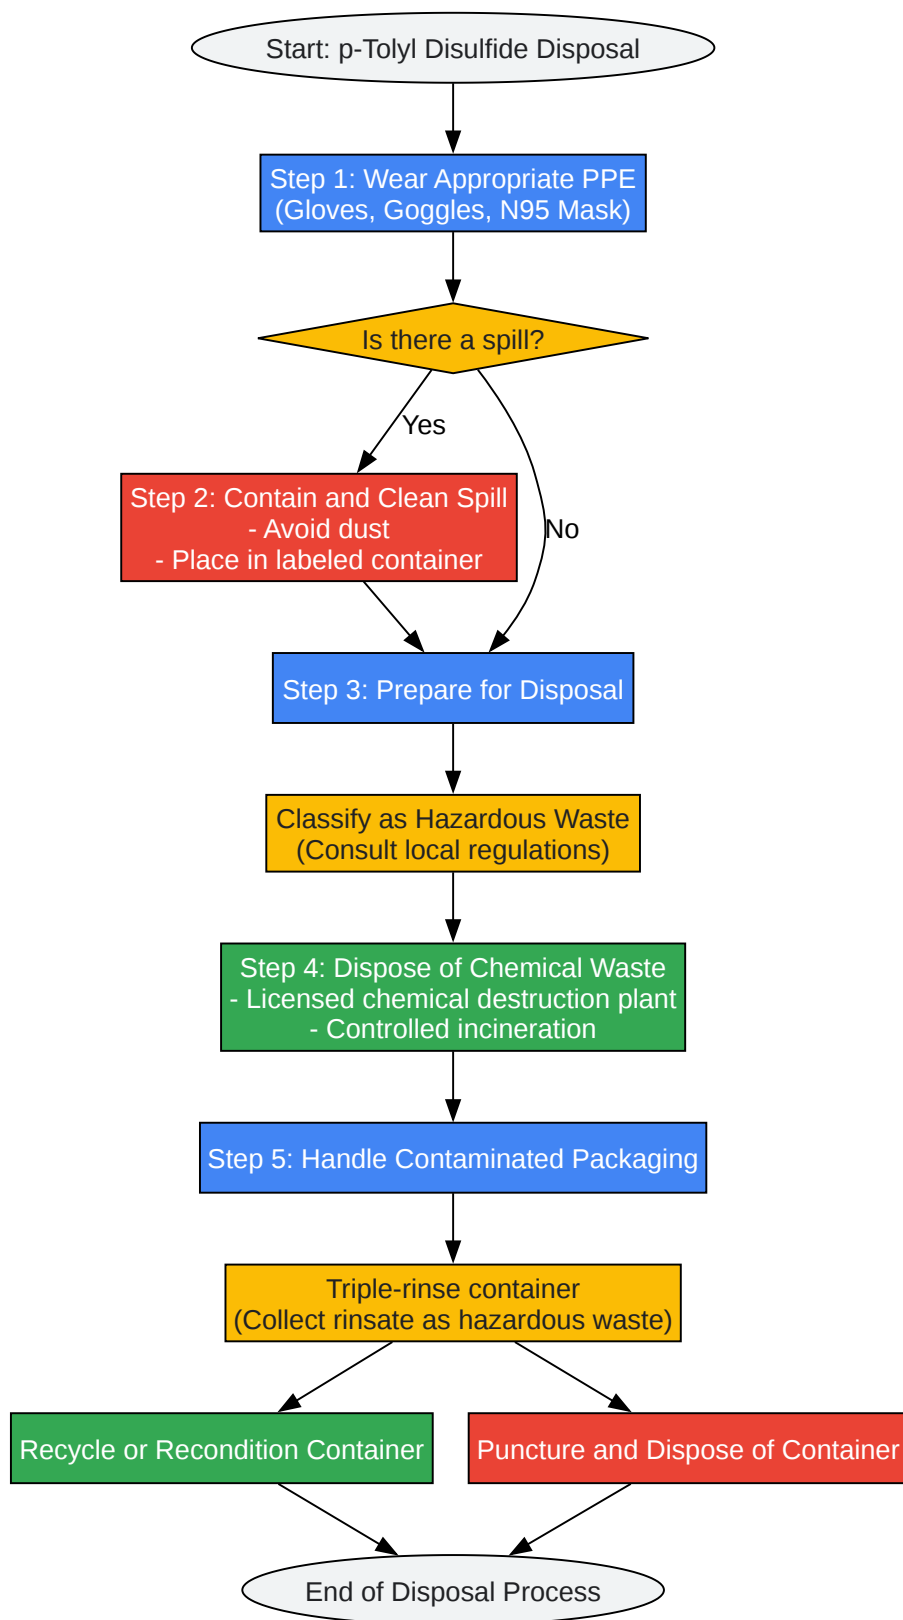 Start: p-Tolyl Disulfide Disposal
Step 1: Wear Appropriate PPE
(Gloves, Goggles, N95 Mask)
Is there a spill?
Yes
Step 2: Contain and Clean Spill
- Avoid dust
- Place in labeled container
No
Step 3: Prepare for Disposal
Classify as Hazardous Waste
(Consult local regulations)
Step 4: Dispose of Chemical Waste
- Licensed chemical destruction plant
- Controlled incineration
Step 5: Handle Contaminated Packaging
Triple-rinse container
(Collect rinsate as hazardous waste)
Recycle or Recondition Container
Puncture and Dispose of Container
End of Disposal Process